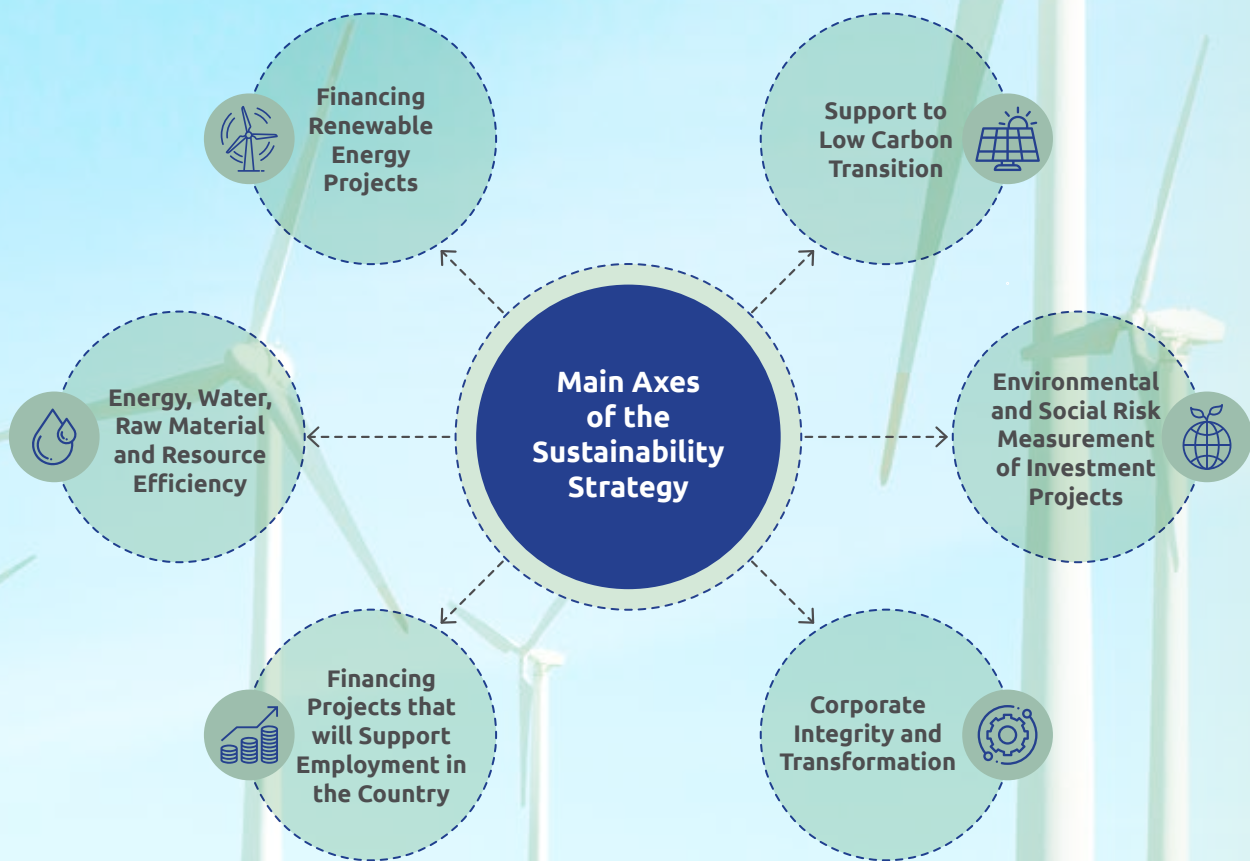 Financing
Renewable
Energy
Projects
Support to
Low Carbon
Transition
Main Axes
of the
Sustainability
Strategy
Energy, Water,
Raw Material
and Resource
Efficiency
Environmental
and Social Risk
Measurement
of Investment
Projects
Financing
Projects that
will Support
Employment in
the Country
Corporate
Integrity and
Transformation